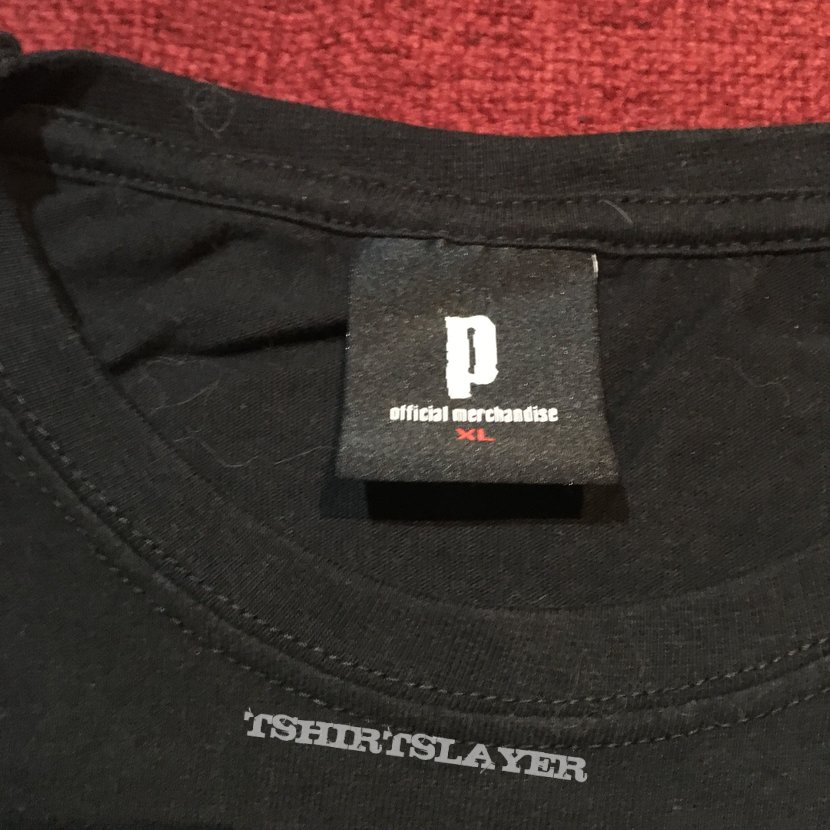 p
official merchandise
XL
TSHIRTSLAYER